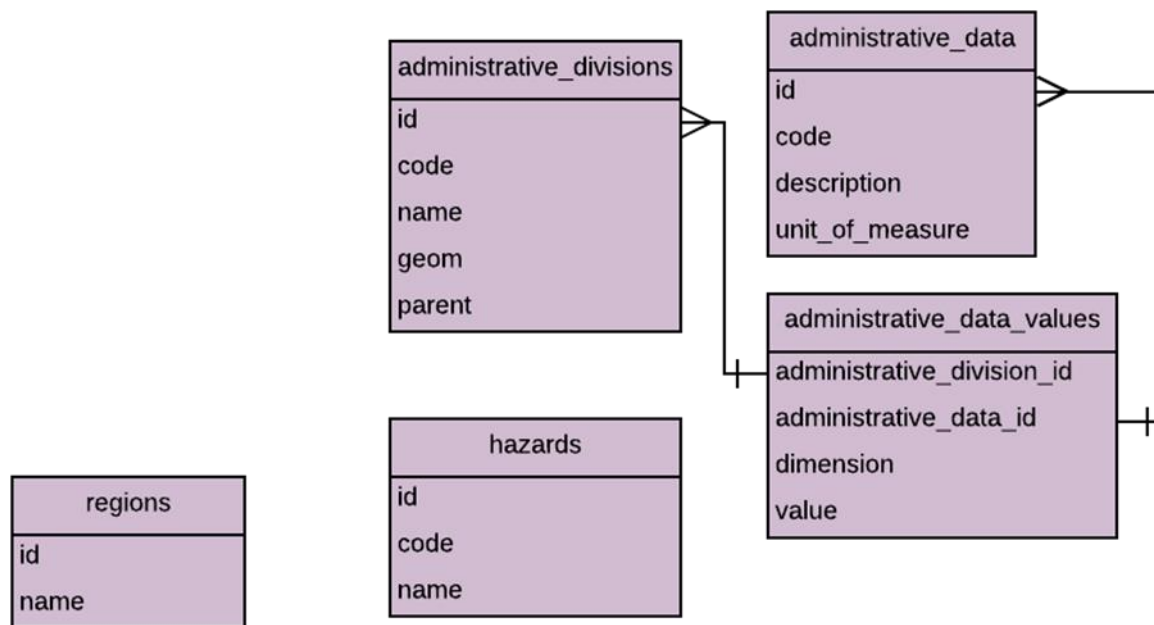 administrative_divisions
id
code
name
geom
parent
administrative_data
id
code
description
unit_of_measure
administrative_data_values
administrative_division_id
administrative_data_id
dimension
value
hazards
id
code
name
regions
id
name